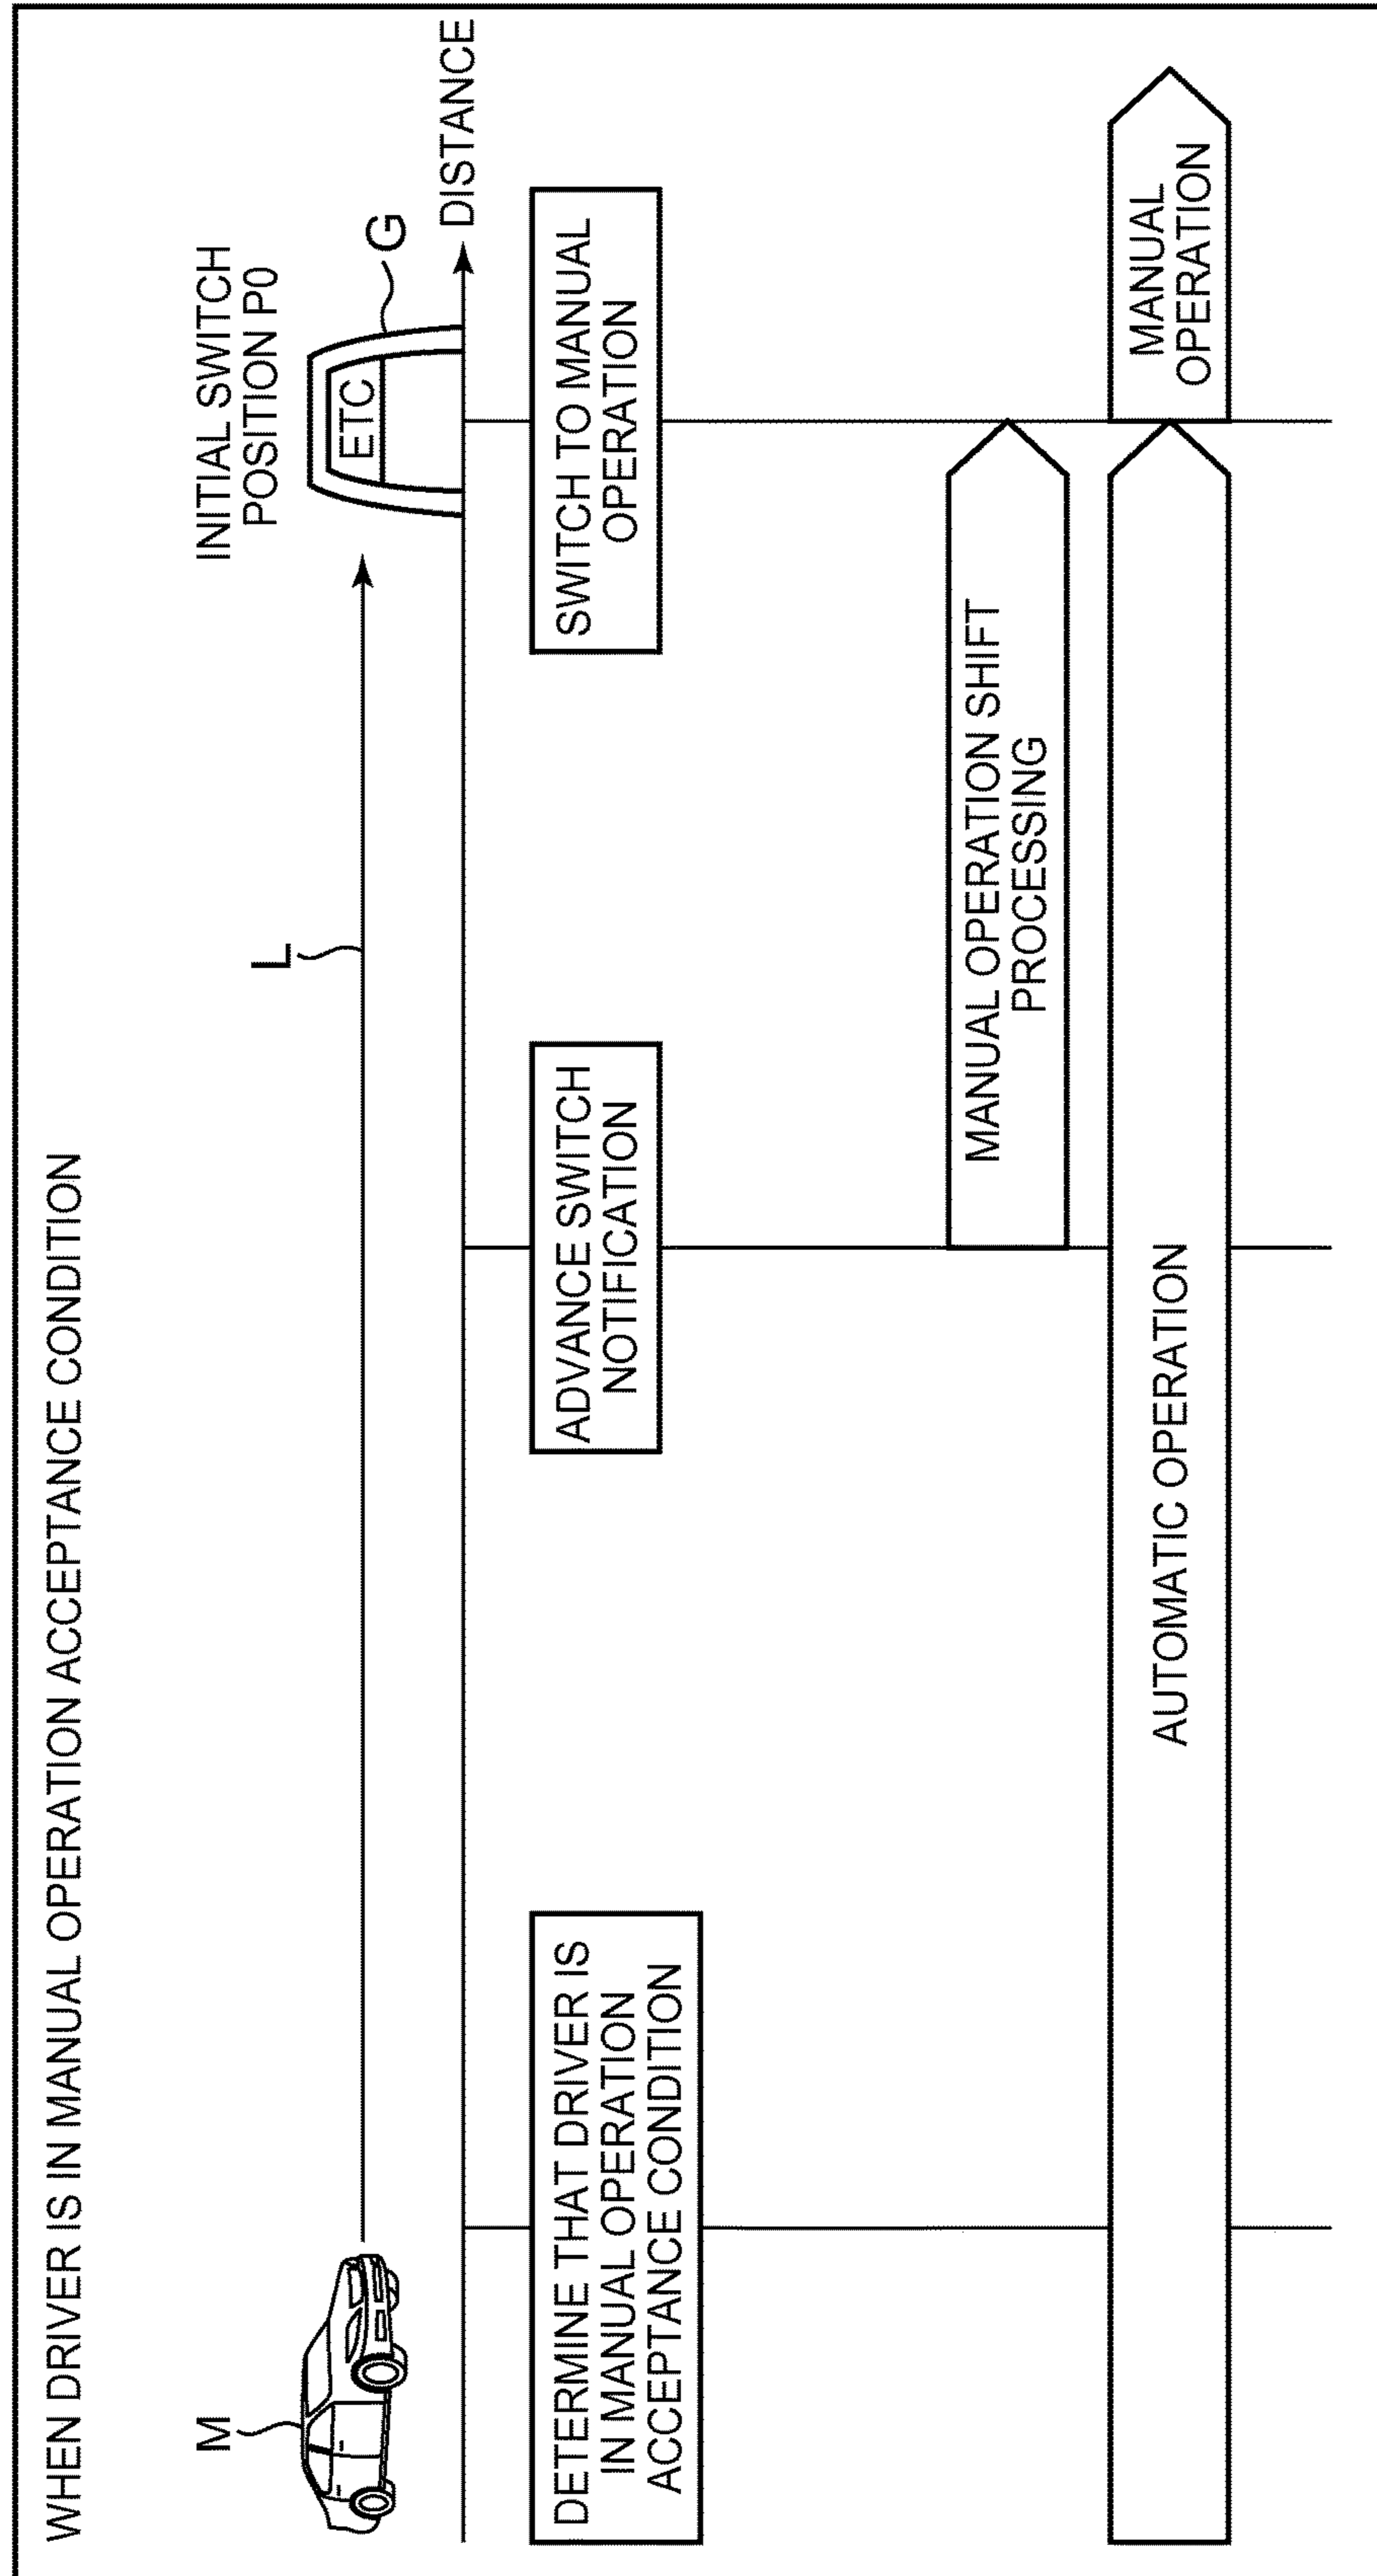 WHEN DRIVER IS IN MANUAL OPERATION ACCEPTANCE CONDITION
M
L
INITIAL SWITCH
POSITION P0
ETC
G
DISTANCE
DETERMINE THAT DRIVER IS
IN MANUAL OPERATION
ACCEPTANCE CONDITION
ADVANCE SWITCH
NOTIFICATION
SWITCH TO MANUAL
OPERATION
MANUAL OPERATION SHIFT
PROCESSING
AUTOMATIC OPERATION
MANUAL
OPERATION